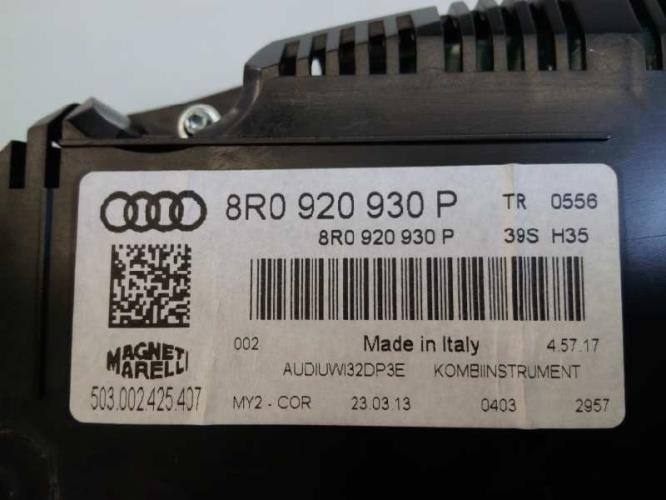 8R0 920 930 P TR 0556
8R0 920 930 P 39S H35
002 Made in Italy 4.57.17
MAGNETI MARELLI
AUDIUWI32DP3E KOMBIINSTRUMENT
503.002.425.407
MY2 - COR 23.03.13 0403 2957